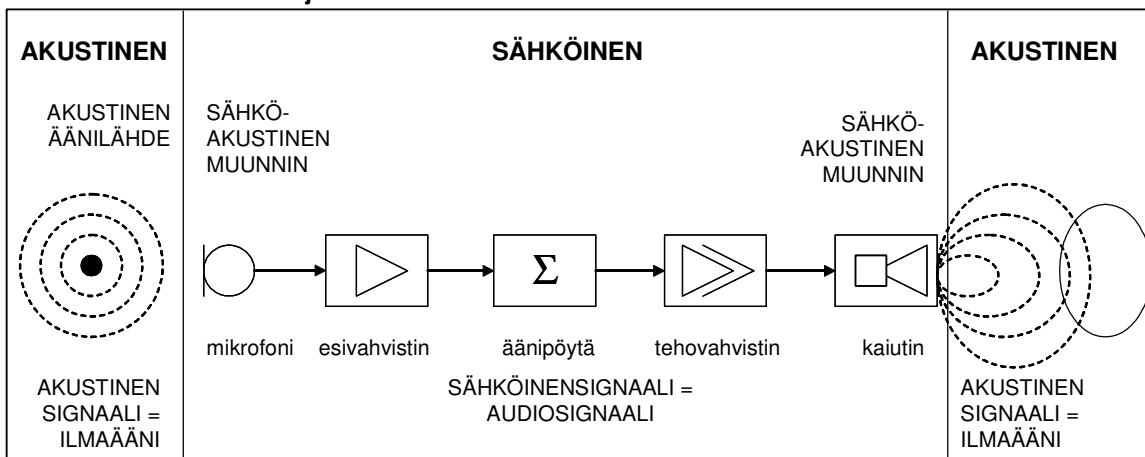 AKUSTINEN
SÄHKÖINEN
AKUSTINEN
AKUSTINEN
ÄÄNILÄHDE
SÄHKÖ-
AKUSTINEN
MUUNNIN
SÄHKÖ-
AKUSTINEN
MUUNNIN
Σ
mikrofoni
esivahvistin
äänipöytä
tehovahvistin
kaiutin
AKUSTINEN
SIGNAALI =
ILMAÄÄNI
SÄHKÖINENSIGNAALI =
AUDIOSIGNAALI
AKUSTINEN
SIGNAALI =
ILMAÄÄNI